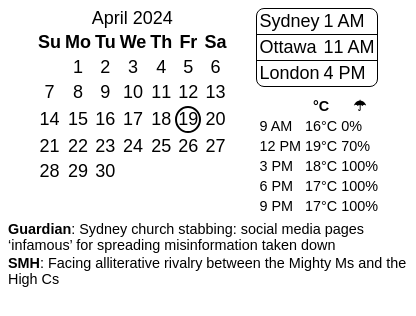 April 2024
Su Mo Tu We Th Fr Sa
1 2 3 4 5 6
7 8 9 10 11 12 13
14 15 16 17 18 19 20
21 22 23 24 25 26 27
28 29 30
Sydney 1 AM
Ottawa 11 AM
London 4 PM
°C ☂
9 AM 16°C 0%
12 PM 19°C 70%
3 PM 18°C 100%
6 PM 17°C 100%
9 PM 17°C 100%
Guardian: Sydney church stabbing: social media pages
‘infamous’ for spreading misinformation taken down
SMH: Facing alliterative rivalry between the Mighty Ms and the
High Cs